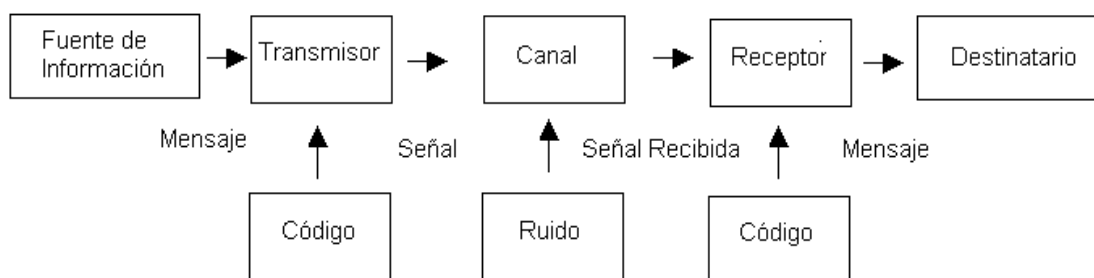 Fuente de
Información
Transmisor
Canal
Receptor
Destinatario
Mensaje
Señal
Señal Recibida
Mensaje
Código
Ruido
Código